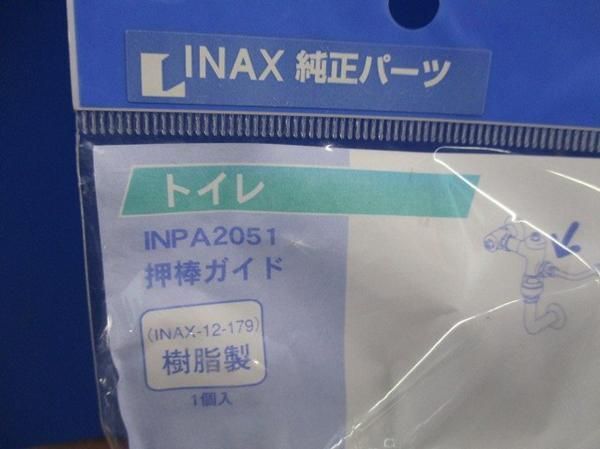 INAX 純正パーツ
トイレ
INPA2051
押棒ガイド
(INAX-12-179)
樹脂製
1個入